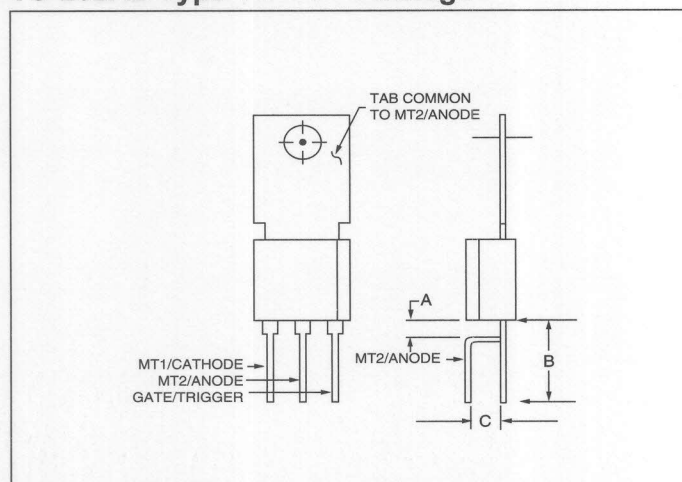 TAB COMMON
TO MT2/ANODE
A
MT1/CATHODE
MT2/ANODE
GATE/TRIGGER
MT2/ANODE
B
C